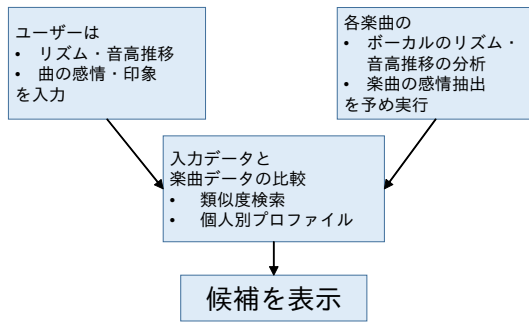 ユーザーは
• リズム・音高推移
• 曲の感情・印象
を入力
各楽曲の
• ボーカルのリズム・
音高推移の分析
• 楽曲の感情抽出
を予め実行
入力データと
楽曲データの比較
• 類似度検索
• 個人別プロファイル
候補を表示